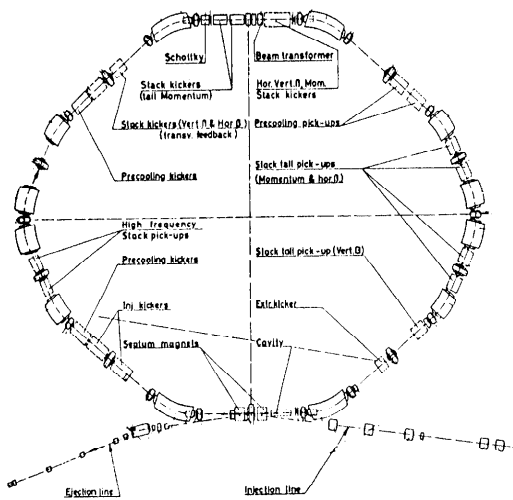 Schottky
Beam transformer
Stack kickers
(tail Momentum)
Hor. Vert. β, Mom.
Stack kickers
Stack kickers (Vert β & Hor β)
(transv. feedback)
Precooling pick-ups
Precooling kickers
Stack tail pick-ups
(Momentum & hor. β)
High frequency
Stack pick-ups
Precooling kickers
Stack tail pick-up (Vert. β)
Inj kickers
Extr. kicker
Septum magnets
Cavity
Ejection line
Injection line